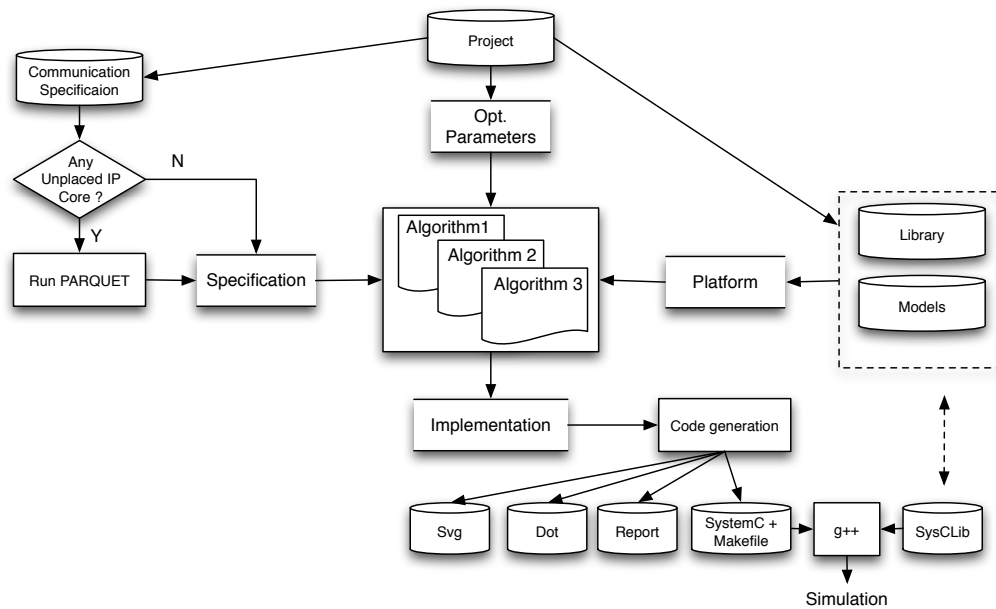 Project
Communication
Specificaion
Opt.
Parameters
Any
Unplaced IP
Core ?
N
Y
Run PARQUET
Specification
Algorithm1
Algorithm 2
Algorithm 3
Platform
Library
Models
Implementation
Code generation
Svg
Dot
Report
SystemC +
Makefile
g++
SysCLib
Simulation